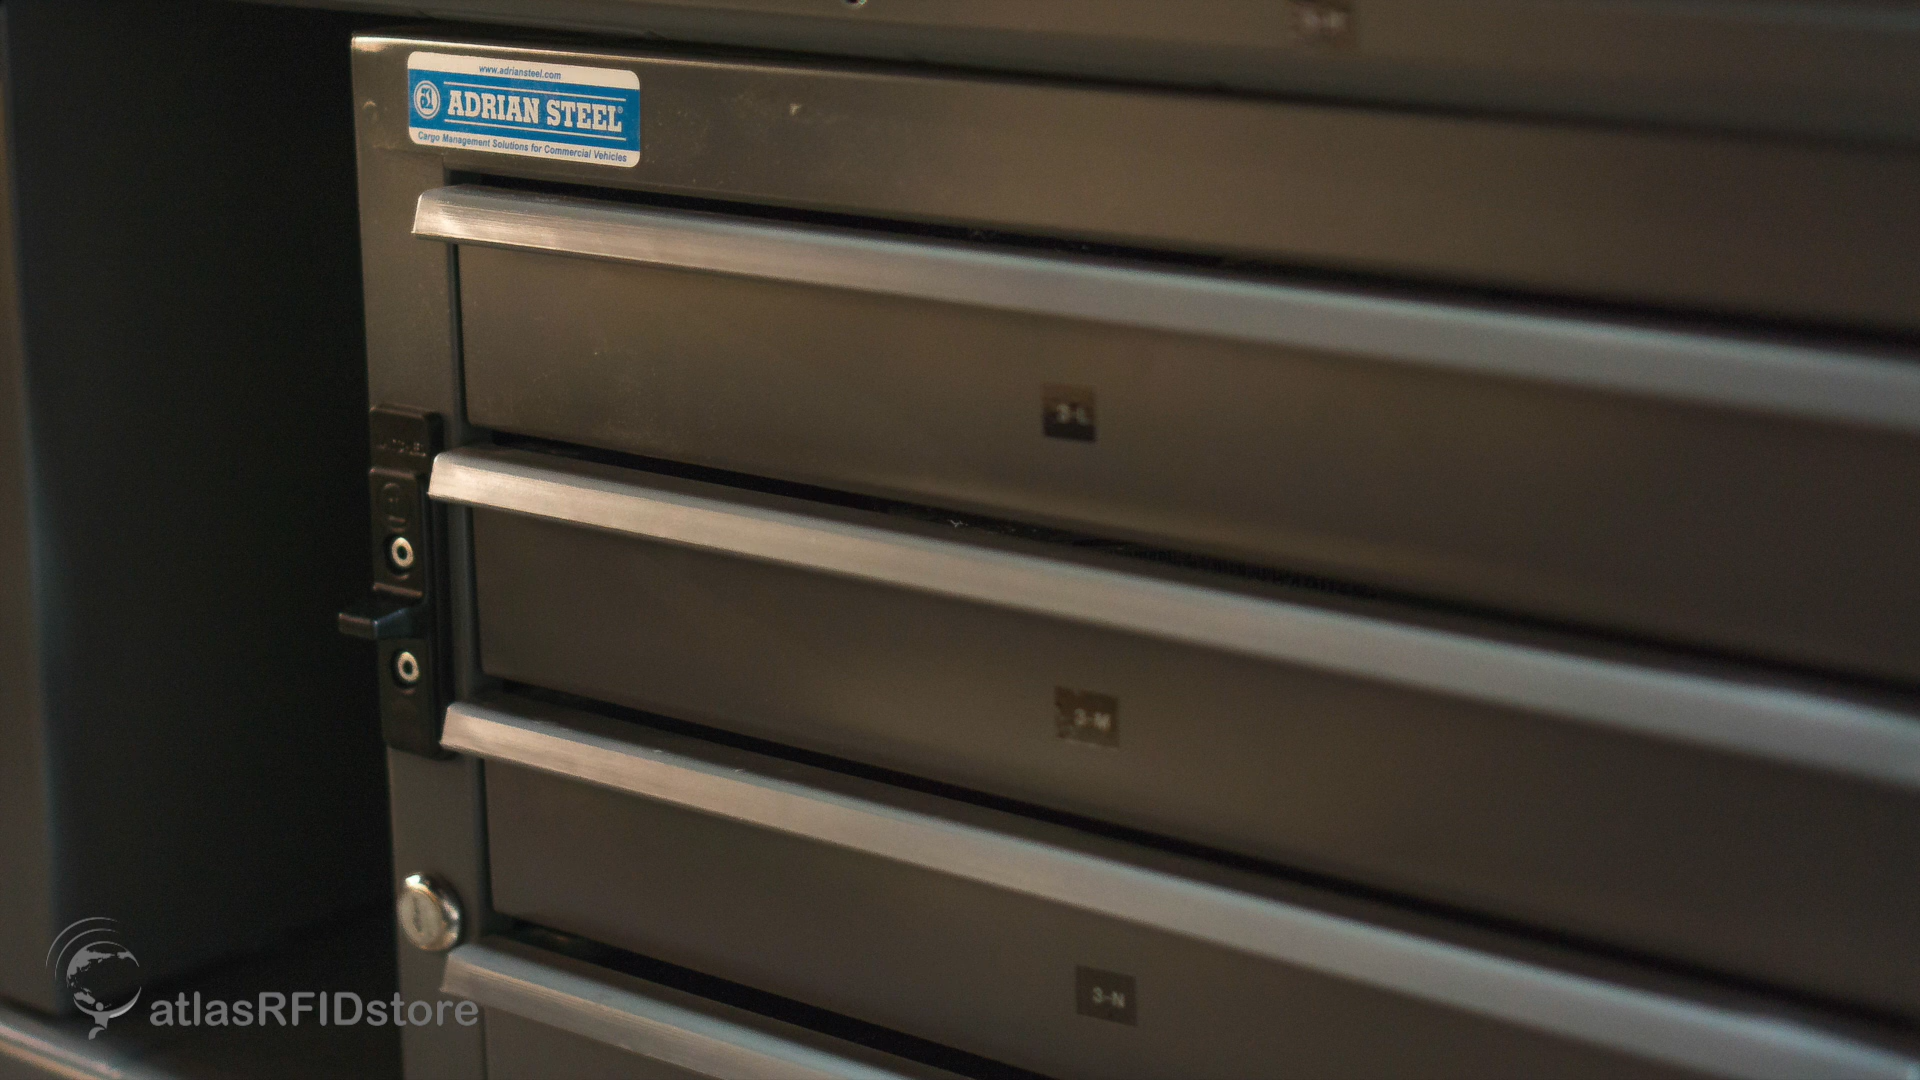 www.adriansteel.com
ADRIAN STEEL®
Cargo Management Solutions for Commercial Vehicles
3-L
3-M
3-N
atlasRFIDstore